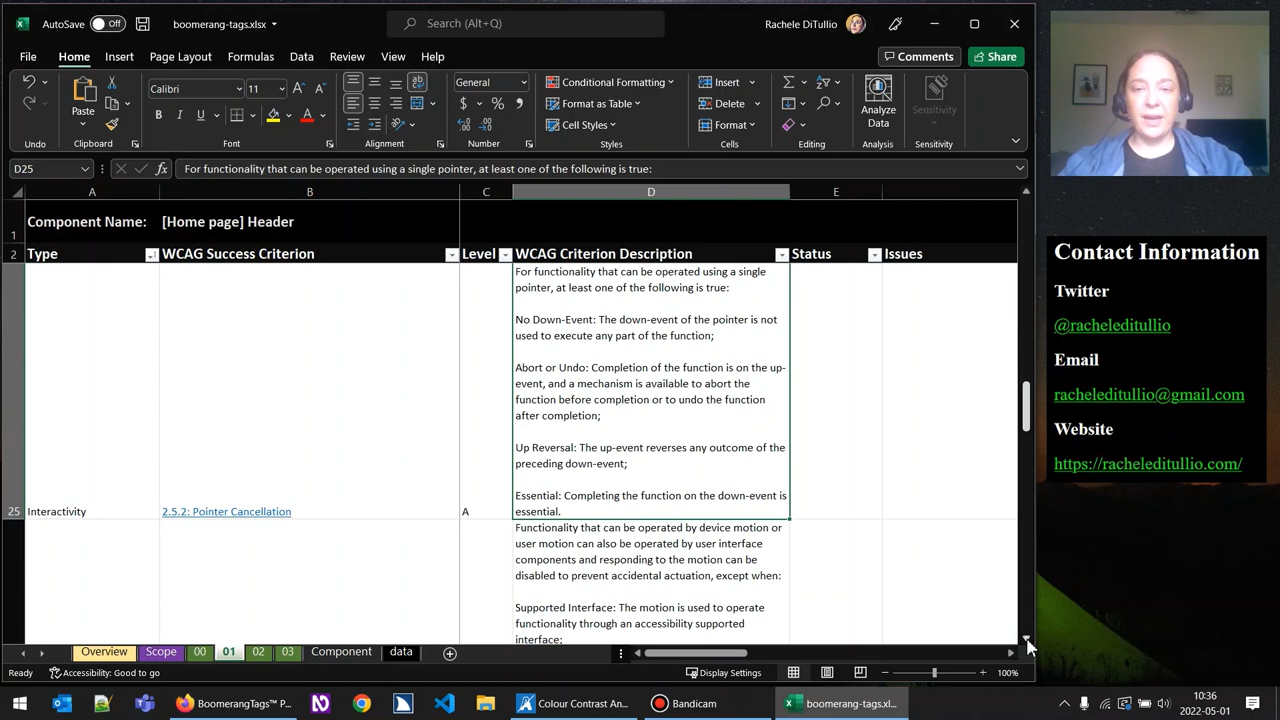 AutoSave Off boomerang-tags.xlsx Search (Alt+Q) Rachele DiTullio
File Home Insert Page Layout Formulas Data Review View Help Comments Share
Paste Calibri 11 General Conditional Formatting Insert Analyze Data Sensitivity
B I U $ % , Format as Table Delete
Cell Styles Format
Undo Clipboard Font Alignment Number Styles Cells Editing Analysis Sensitivity
D25 fx For functionality that can be operated using a single pointer, at least one of the following is true:
A B C D E
1 Component Name: [Home page] Header
2 Type WCAG Success Criterion Level WCAG Criterion Description Status Issues
For functionality that can be operated using a single
pointer, at least one of the following is true:
No Down-Event: The down-event of the pointer is not
used to execute any part of the function;
Abort or Undo: Completion of the function is on the up-
event, and a mechanism is available to abort the
function before completion or to undo the function
after completion;
Up Reversal: The up-event reverses any outcome of the
preceding down-event;
Essential: Completing the function on the down-event is
essential.
25 Interactivity 2.5.2: Pointer Cancellation A
Functionality that can be operated by device motion or
user motion can also be operated by user interface
components and responding to the motion can be
disabled to prevent accidental actuation, except when:
Supported Interface: The motion is used to operate
functionality through an accessibility supported
interface;
Overview Scope 00 01 02 03 Component data
Ready Accessibility: Good to go Display Settings 100%
BoomerangTags™ P... Colour Contrast An... Bandicam boomerang-tags.xl... 10:36
2022-05-01
Contact Information
Twitter
@racheleditullio
Email
racheleditullio@gmail.com
Website
https://racheleditullio.com/